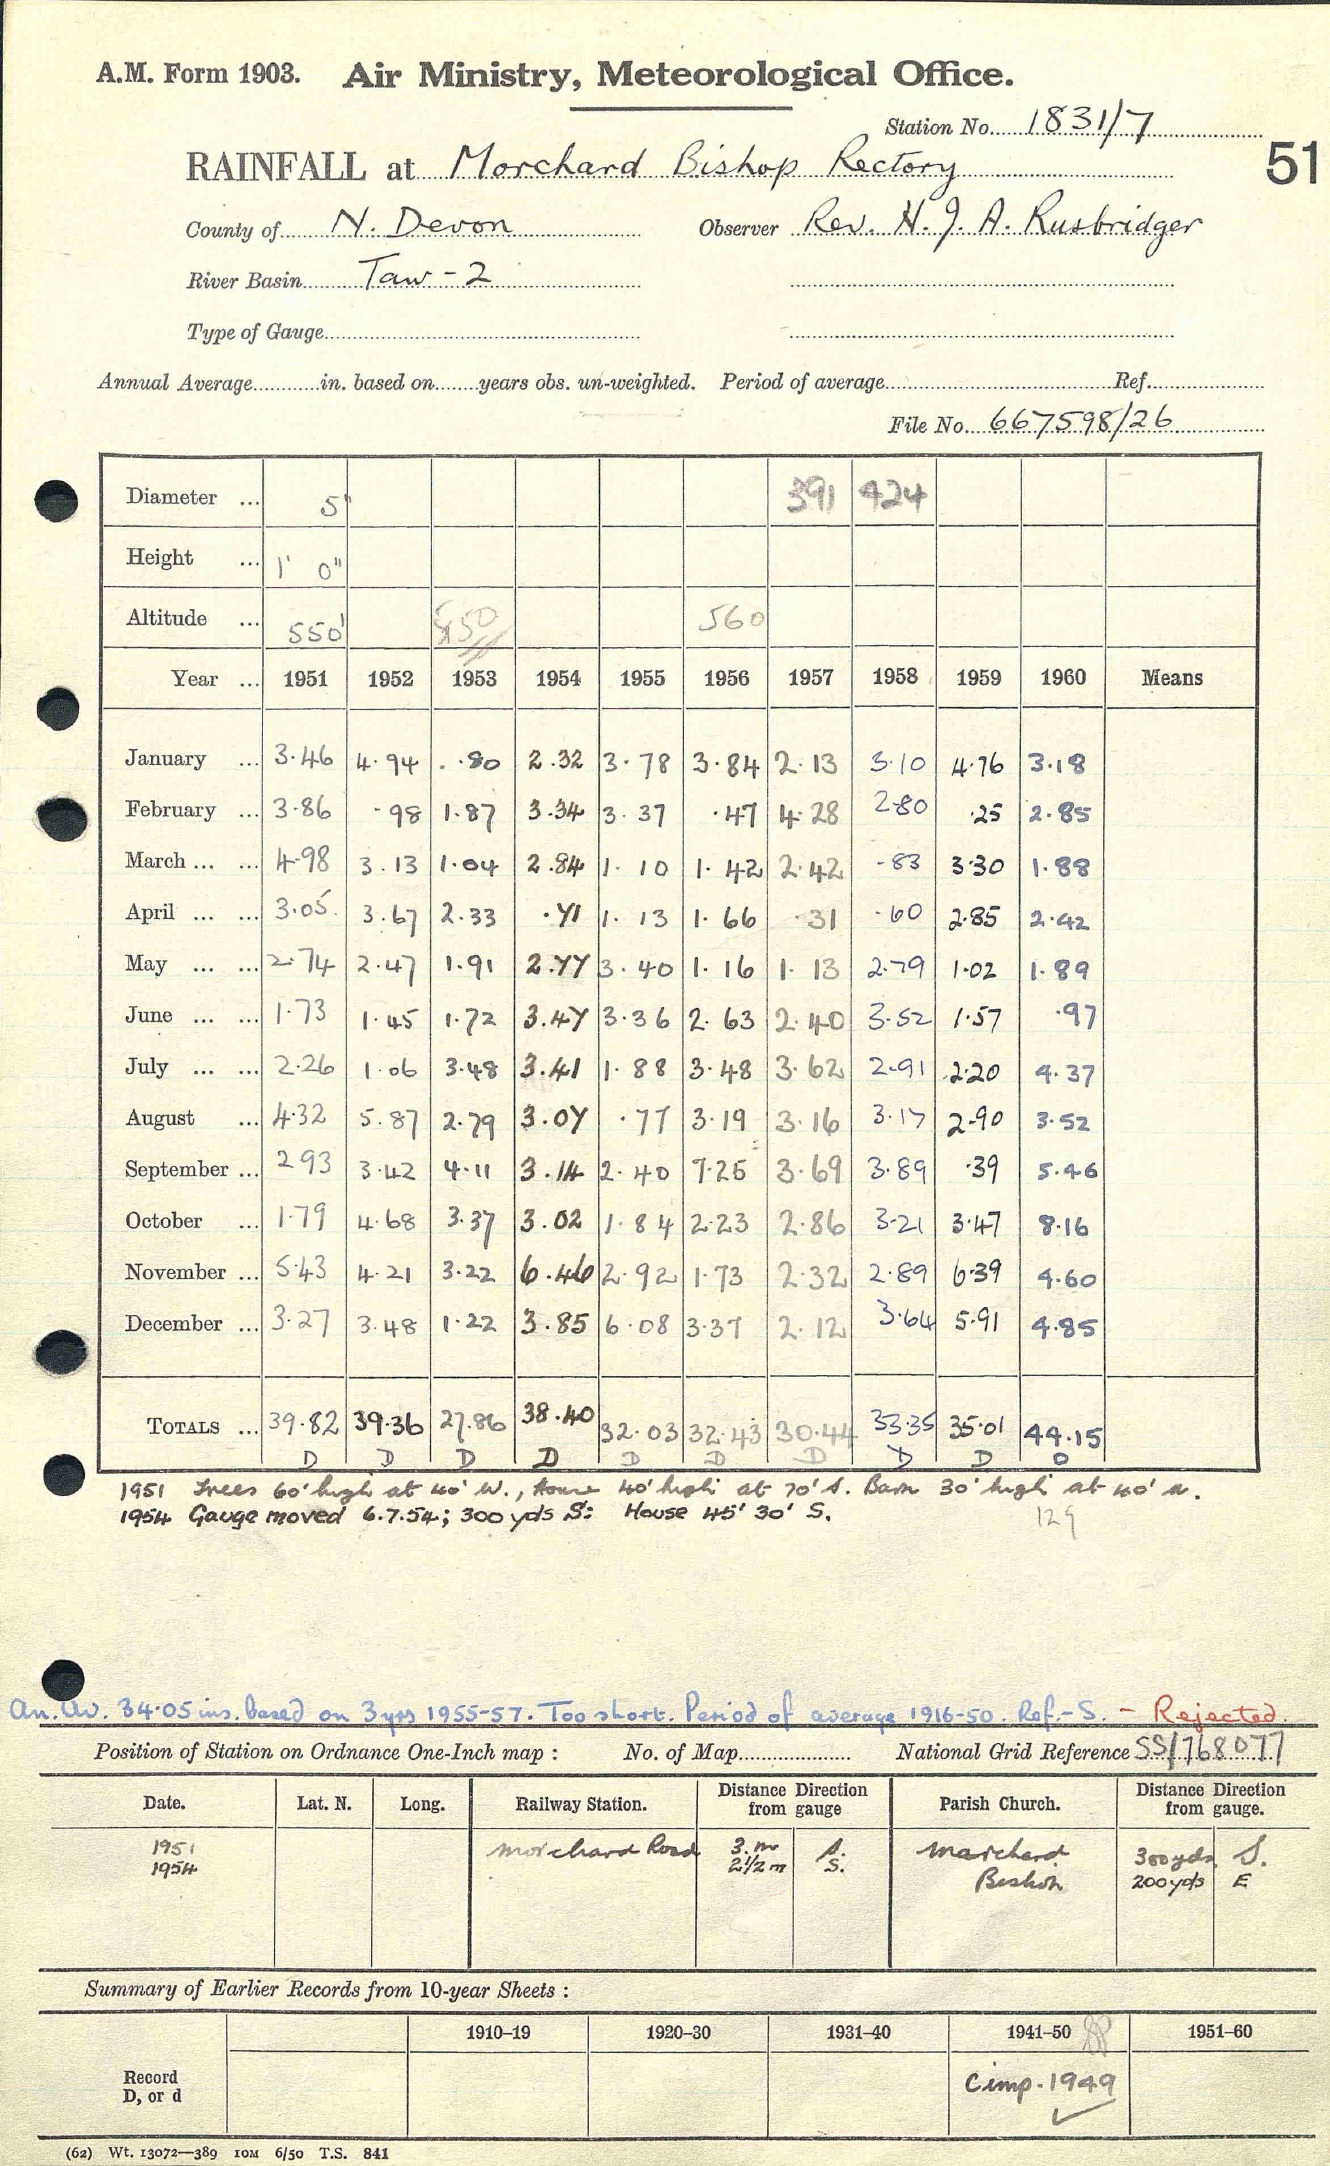 A.M. Form 1903. Air Ministry, Meteorological Office.
Station No. 1831/7
RAINFALL at Morchard Bishop Rectory
51
County of N. Devon Observer Rev. H. J. A. Rusbridger
River Basin Taw - 2
Type of Gauge
Annual Average in. based on years obs. un-weighted. Period of average Ref.
File No. 667598/26
Diameter ... 5" 391 424
Height ... 1' 0"
Altitude ... 550' 560
Year ... 1951 1952 1953 1954 1955 1956 1957 1958 1959 1960 Means
January ... 3.46 4.94 .80 2.32 3.78 3.84 2.13 3.10 4.76 3.18
February ... 3.86 .98 1.87 3.34 3.37 .47 4.28 2.80 .25 2.85
March ... ... 4.98 3.13 1.04 2.84 1.10 1.42 2.42 .83 3.30 1.88
April ... ... 3.05 3.67 2.33 .71 1.13 1.66 .31 .60 2.85 2.42
May ... ... 2.74 2.47 1.91 2.77 3.40 1.16 1.13 2.79 1.02 1.89
June ... ... 1.73 1.45 1.72 3.47 3.36 2.63 2.40 3.52 1.57 .97
July ... ... 2.26 1.06 3.48 3.41 1.88 3.48 3.62 2.91 2.20 4.37
August ... 4.32 5.87 2.79 3.07 .77 3.19 3.16 3.17 2.90 3.52
September ... 2.93 3.42 4.11 3.14 2.40 7.25 3.69 3.89 .39 5.46
October ... 1.79 4.68 3.37 3.02 1.84 2.23 2.86 3.21 3.47 8.16
November ... 5.43 4.21 3.22 6.46 2.92 1.73 2.32 2.89 6.39 4.60
December ... 3.27 3.48 1.22 3.85 6.08 3.37 2.12 3.64 5.91 4.85
TOTALS ... 39.82 39.36 27.86 38.40 32.03 32.43 30.44 33.35 35.01 44.15
D D D D D D D D D D
1951 Trees 60' high at 40' W., House 40' high at 70' S. Barn 30' high at 40' N.
1954 Gauge moved 6.7.54; 300 yds S: House 45' 30' S.
129
An. Av. 34.05 ins. based on 3 yrs 1955-57. Too short. Period of average 1916-50. Ref.- S. - Rejected.
Position of Station on Ordnance One-Inch map : No. of Map National Grid Reference SS/768077
Date. Lat. N. Long. Railway Station. Distance from gauge Direction Parish Church. Distance from gauge. Direction
1951 Morchard Road 3. m S. Morchard 300 yds. S.
1954 2 1/2 m S. Bishop 200 yds E
Summary of Earlier Records from 10-year Sheets :
1910–19 1920–30 1931–40 1941–50 1951–60
Record
D, or d
Cimp. 1949
(62) Wt. 13072—389 10M 6/50 T.S. 841